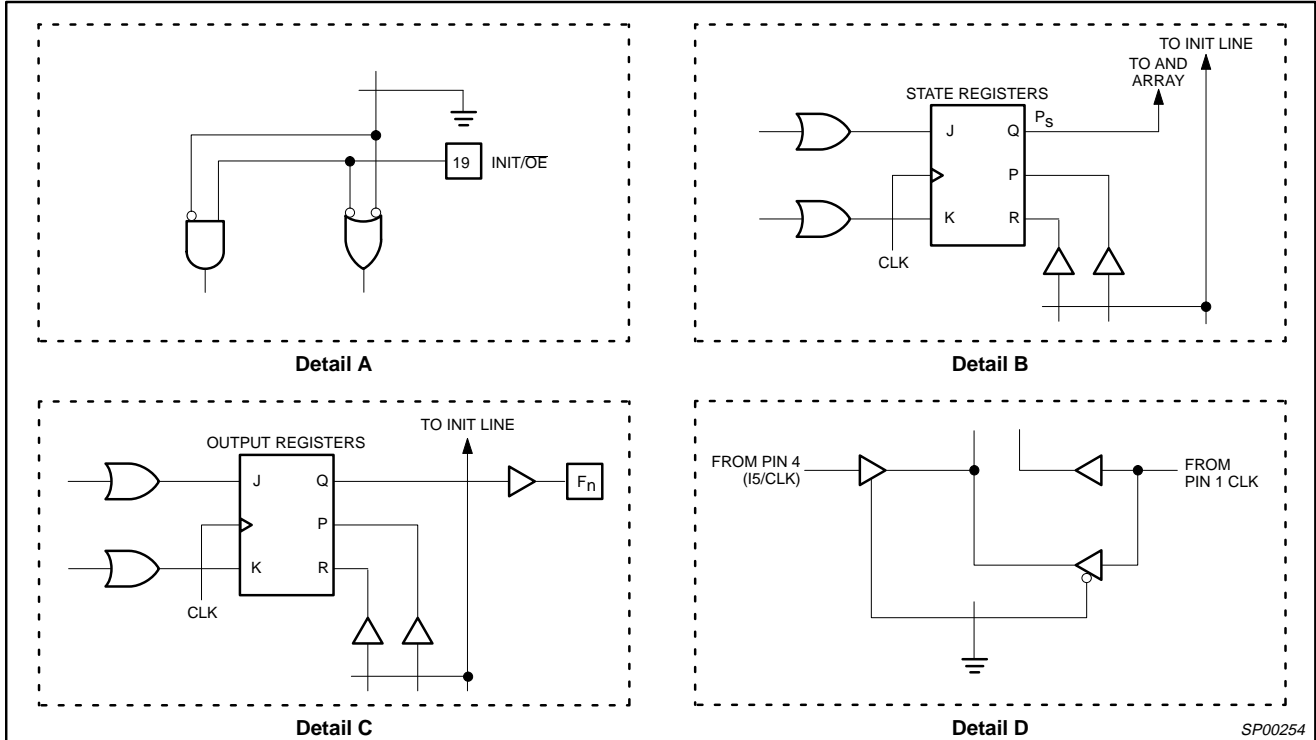 19 INIT/O̅E̅
Detail A
TO INIT LINE
TO AND
ARRAY
STATE REGISTERS
PS
J
Q
P
K
R
CLK
Detail B
TO INIT LINE
OUTPUT REGISTERS
J
Q
Fn
P
K
R
CLK
Detail C
FROM PIN 4
(I5/CLK)
FROM
PIN 1 CLK
Detail D
SP00254